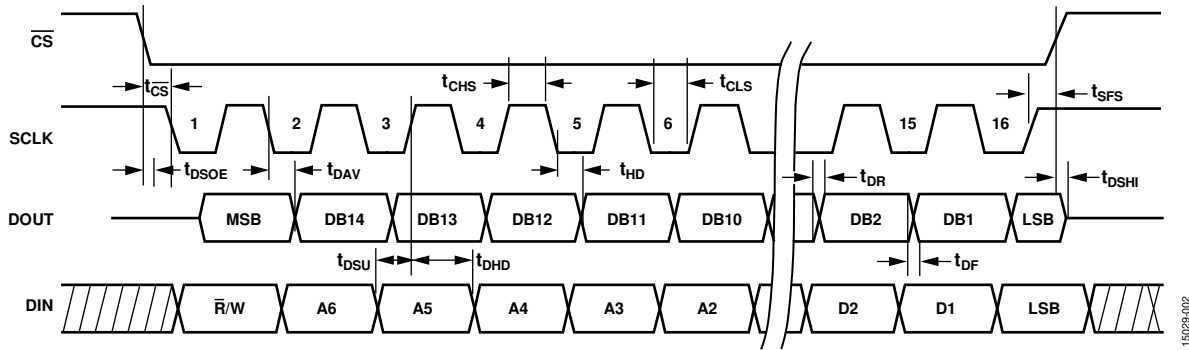 CS
tCS
tCHS
tCLS
tSFS
SCLK
1 2 3 4 5 6 15 16
tDSOE
tDAV
tHD
tDR
tDSHI
DOUT
MSB DB14 DB13 DB12 DB11 DB10 DB2 DB1 LSB
tDSU
tDHD
tDF
DIN
R/W A6 A5 A4 A3 A2 D2 D1 LSB
15029-002